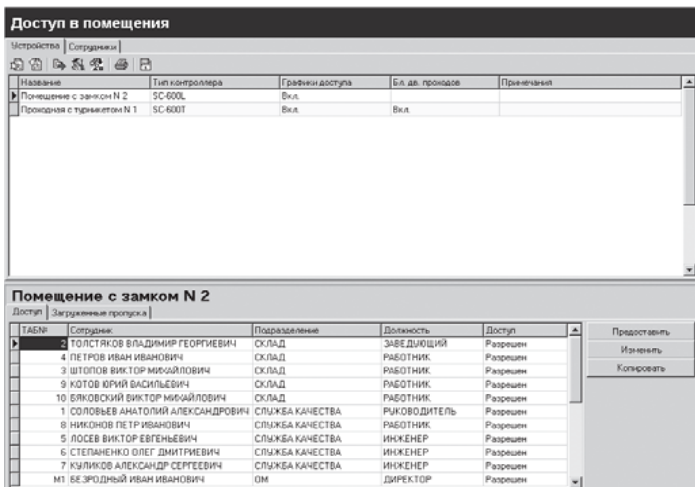 Доступ в помещения
Устройства Сотрудники
Название Тип контроллера Графики доступа Бл. дв. проходов Примечания
Помещение с замком N 2 SC-600L Вкл.
Проходная с турникетом N 1 SC-600T Вкл. Вкл.
Помещение с замком N 2
Доступ Загруженные пропуска
ТАБ№ Сотрудник Подразделение Должность Доступ
2 ТОЛСТЯКОВ ВЛАДИМИР ГЕОРГИЕВИЧ СКЛАД ЗАВЕДУЮЩИЙ Разрешен
4 ПЕТРОВ ИВАН ИВАНОВИЧ СКЛАД РАБОТНИК Разрешен
3 ШТОПОВ ВИКТОР МИХАЙЛОВИЧ СКЛАД РАБОТНИК Разрешен
9 КОТОВ ЮРИЙ ВАСИЛЬЕВИЧ СКЛАД РАБОТНИК Разрешен
10 БЯКОВСКИЙ ВИКТОР МИХАЙЛОВИЧ СКЛАД РАБОТНИК Разрешен
1 СОЛОВЬЕВ АНАТОЛИЙ АЛЕКСАНДРОВИЧ СЛУЖБА КАЧЕСТВА РУКОВОДИТЕЛЬ Разрешен
8 НИКОНОВ ПЕТР ИВАНОВИЧ СЛУЖБА КАЧЕСТВА РАБОТНИК Разрешен
5 ЛОСЕВ ВИКТОР ЕВГЕНЬЕВИЧ СЛУЖБА КАЧЕСТВА ИНЖЕНЕР Разрешен
6 СТЕПАНЕНКО ОЛЕГ ДМИТРИЕВИЧ СЛУЖБА КАЧЕСТВА ИНЖЕНЕР Разрешен
7 КУЛИКОВ АЛЕКСАНДР СЕРГЕЕВИЧ СЛУЖБА КАЧЕСТВА ИНЖЕНЕР Разрешен
М1 БЕЗРОДНЫЙ ИВАН ИВАНОВИЧ ОМ ДИРЕКТОР Разрешен
Предоставить
Изменить
Копировать